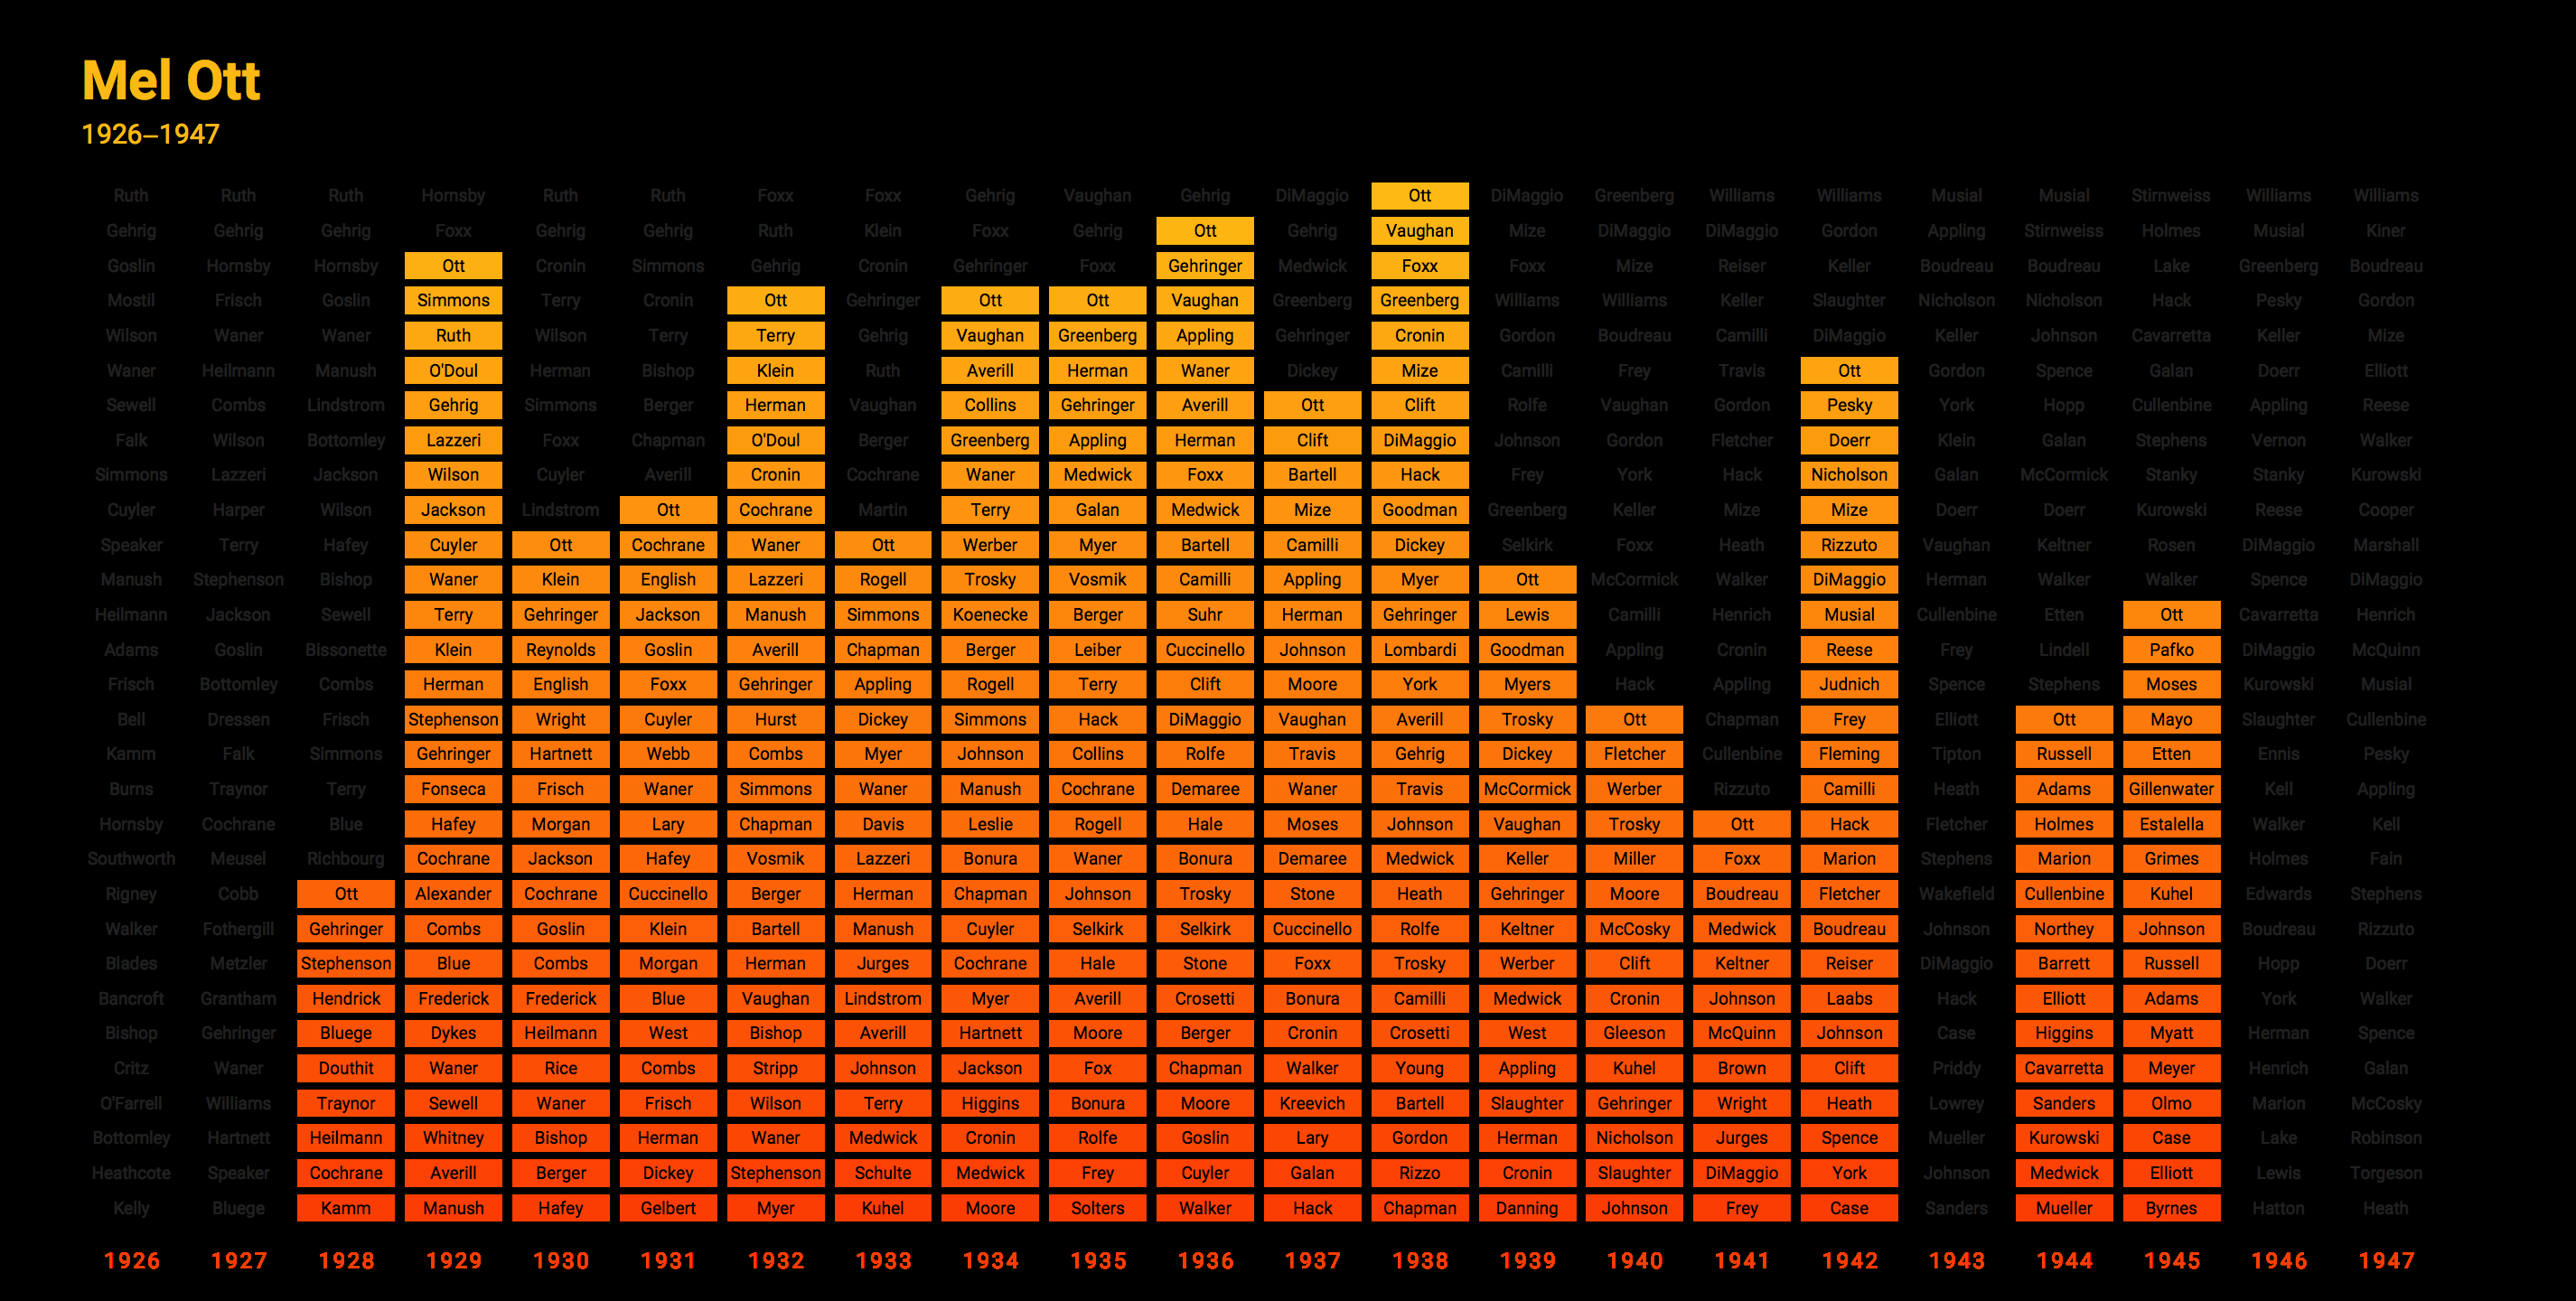 Mel Ott
1926–1947
Ruth Ruth Ruth Hornsby Ruth Ruth Foxx Foxx Gehrig Vaughan Gehrig DiMaggio Ott DiMaggio Greenberg Williams Williams Musial Musial Stirnweiss Williams Williams
Gehrig Gehrig Gehrig Foxx Gehrig Gehrig Ruth Klein Foxx Gehrig Ott Gehrig Vaughan Mize DiMaggio DiMaggio Gordon Appling Stirnweiss Holmes Musial Kiner
Goslin Hornsby Hornsby Ott Cronin Simmons Gehrig Cronin Gehringer Foxx Gehringer Medwick Foxx Foxx Mize Reiser Keller Boudreau Boudreau Lake Greenberg Boudreau
Mostil Frisch Goslin Simmons Terry Cronin Ott Gehringer Ott Ott Vaughan Greenberg Greenberg Williams Williams Keller Slaughter Nicholson Nicholson Hack Pesky Gordon
Wilson Waner Waner Ruth Wilson Terry Terry Gehrig Vaughan Greenberg Appling Gehringer Cronin Gordon Boudreau Camilli DiMaggio Keller Johnson Cavarretta Keller Mize
Waner Heilmann Manush O'Doul Herman Bishop Klein Ruth Averill Herman Waner Dickey Mize Camilli Frey Travis Ott Gordon Spence Galan Doerr Elliott
Sewell Combs Lindstrom Gehrig Simmons Berger Herman Vaughan Collins Gehringer Averill Ott Clift Rolfe Vaughan Gordon Pesky York Hopp Cullenbine Appling Reese
Falk Wilson Bottomley Lazzeri Foxx Chapman O'Doul Berger Greenberg Appling Herman Clift DiMaggio Johnson Gordon Fletcher Doerr Klein Galan Stephens Vernon Walker
Simmons Lazzeri Jackson Wilson Cuyler Averill Cronin Cochrane Waner Medwick Foxx Bartell Hack Frey York Hack Nicholson Galan McCormick Stanky Stanky Kurowski
Cuyler Harper Wilson Jackson Lindstrom Ott Cochrane Martin Terry Galan Medwick Mize Goodman Greenberg Keller Mize Mize Doerr Doerr Kurowski Reese Cooper
Speaker Terry Hafey Cuyler Ott Cochrane Waner Ott Werber Myer Bartell Camilli Dickey Selkirk Foxx Heath Rizzuto Vaughan Keltner Rosen DiMaggio Marshall
Manush Stephenson Bishop Waner Klein English Lazzeri Rogell Trosky Vosmik Camilli Appling Myer Ott McCormick Walker DiMaggio Herman Walker Walker Spence DiMaggio
Heilmann Jackson Sewell Terry Gehringer Jackson Manush Simmons Koenecke Berger Suhr Herman Gehringer Lewis Camilli Henrich Musial Cullenbine Etten Ott Cavarretta Henrich
Adams Goslin Bissonette Klein Reynolds Goslin Averill Chapman Berger Leiber Cuccinello Johnson Lombardi Goodman Appling Cronin Reese Frey Lindell Pafko DiMaggio McQuinn
Frisch Bottomley Combs Herman English Foxx Gehringer Appling Rogell Terry Clift Moore York Myers Hack Appling Judnich Spence Stephens Moses Kurowski Musial
Bell Dressen Frisch Stephenson Wright Cuyler Hurst Dickey Simmons Hack DiMaggio Vaughan Averill Trosky Ott Chapman Frey Elliott Ott Mayo Slaughter Cullenbine
Kamm Falk Simmons Gehringer Hartnett Webb Combs Myer Johnson Collins Rolfe Travis Gehrig Dickey Fletcher Cullenbine Fleming Tipton Russell Etten Ennis Pesky
Burns Traynor Terry Fonseca Frisch Waner Simmons Waner Manush Cochrane Demaree Waner Travis McCormick Werber Rizzuto Camilli Heath Adams Gillenwater Kell Appling
Hornsby Cochrane Blue Hafey Morgan Lary Chapman Davis Leslie Rogell Hale Moses Johnson Vaughan Trosky Ott Hack Fletcher Holmes Estalella Walker Kell
Southworth Meusel Richbourg Cochrane Jackson Hafey Vosmik Lazzeri Bonura Waner Bonura Demaree Medwick Keller Miller Foxx Marion Stephens Marion Grimes Holmes Fain
Rigney Cobb Ott Alexander Cochrane Cuccinello Berger Herman Chapman Johnson Trosky Stone Heath Gehringer Moore Boudreau Fletcher Wakefield Cullenbine Kuhel Edwards Stephens
Walker Fothergill Gehringer Combs Goslin Klein Bartell Manush Cuyler Selkirk Selkirk Cuccinello Rolfe Keltner McCosky Medwick Boudreau Johnson Northey Johnson Boudreau Rizzuto
Blades Metzler Stephenson Blue Combs Morgan Herman Jurges Cochrane Hale Stone Foxx Trosky Werber Clift Keltner Reiser DiMaggio Barrett Russell Hopp Doerr
Bancroft Grantham Hendrick Frederick Frederick Blue Vaughan Lindstrom Myer Averill Crosetti Bonura Camilli Medwick Cronin Johnson Laabs Hack Elliott Adams York Walker
Bishop Gehringer Bluege Dykes Heilmann West Bishop Averill Hartnett Moore Berger Cronin Crosetti West Gleeson McQuinn Johnson Case Higgins Myatt Herman Spence
Critz Waner Douthit Waner Rice Combs Stripp Johnson Jackson Fox Chapman Walker Young Appling Kuhel Brown Clift Priddy Cavarretta Meyer Henrich Galan
O'Farrell Williams Traynor Sewell Waner Frisch Wilson Terry Higgins Bonura Moore Kreevich Bartell Slaughter Gehringer Wright Heath Lowrey Sanders Olmo Marion McCosky
Bottomley Hartnett Heilmann Whitney Bishop Herman Waner Medwick Cronin Rolfe Goslin Lary Gordon Herman Nicholson Jurges Spence Mueller Kurowski Case Lake Robinson
Heathcote Speaker Cochrane Averill Berger Dickey Stephenson Schulte Medwick Frey Cuyler Galan Rizzo Cronin Slaughter DiMaggio York Johnson Medwick Elliott Lewis Torgeson
Kelly Bluege Kamm Manush Hafey Gelbert Myer Kuhel Moore Solters Walker Hack Chapman Danning Johnson Frey Case Sanders Mueller Byrnes Hatton Heath
1926 1927 1928 1929 1930 1931 1932 1933 1934 1935 1936 1937 1938 1939 1940 1941 1942 1943 1944 1945 1946 1947